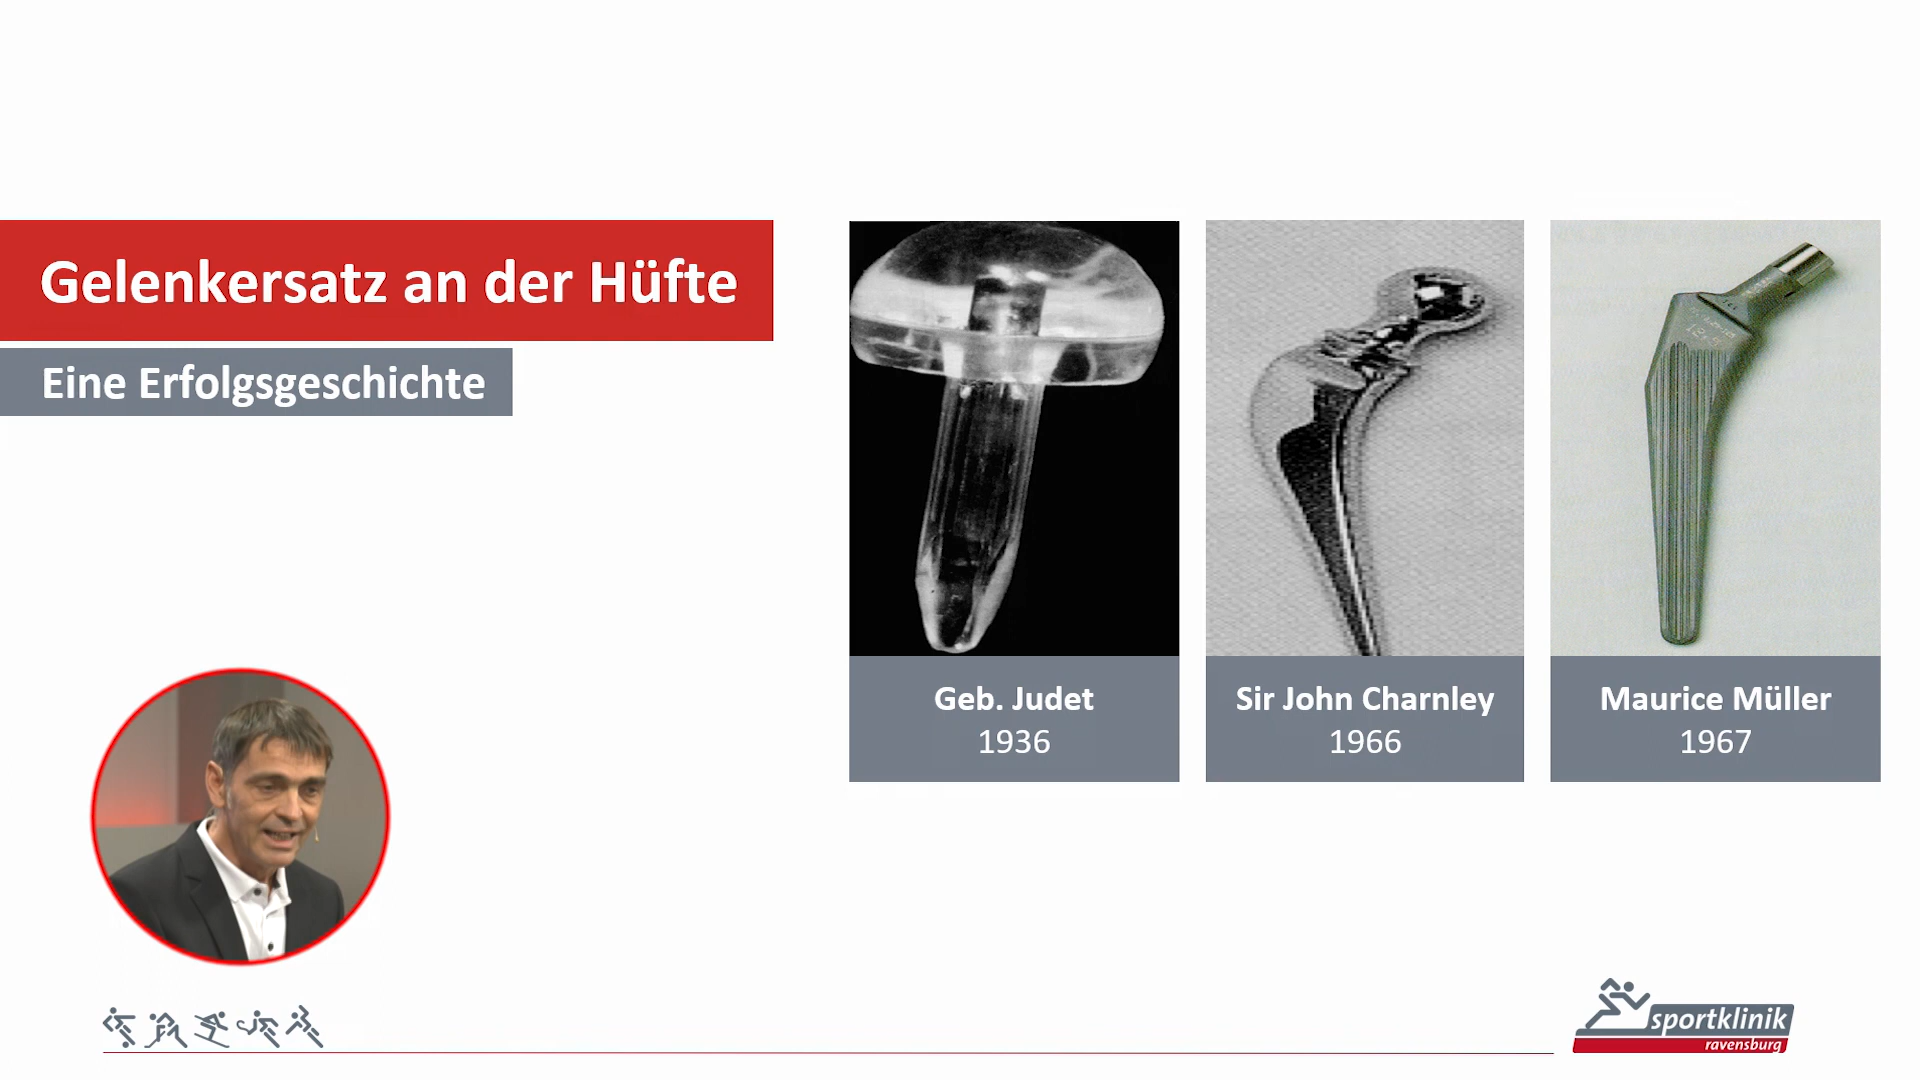 Gelenkersatz an der Hüfte
Eine Erfolgsgeschichte
Geb. Judet
1936
Sir John Charnley
1966
Maurice Müller
1967
sportklinik
ravensburg